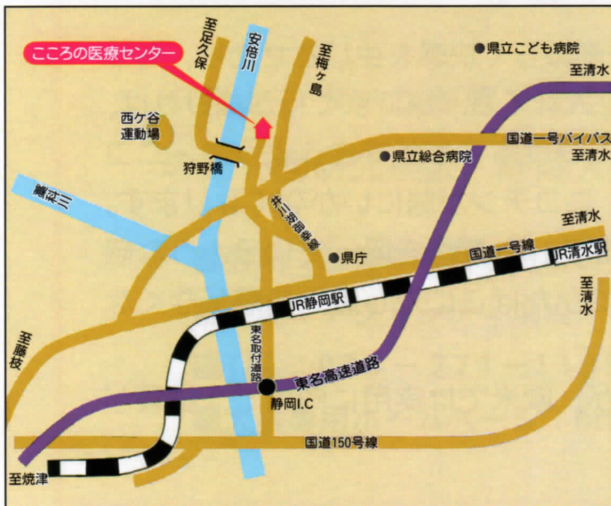 こころの医療センター
至足久保
安倍川
至梅ヶ島
●県立こども病院
至清水
西ケ谷
運動場
狩野橋
国道一号バイパス
●県立総合病院
至清水
藁科川
井川湖御幸線
●県庁
至清水
国道一号線
JR清水駅
JR静岡駅
至清水
至藤枝
東名取付道路
東名高速道路
静岡I.C
国道150号線
至焼津